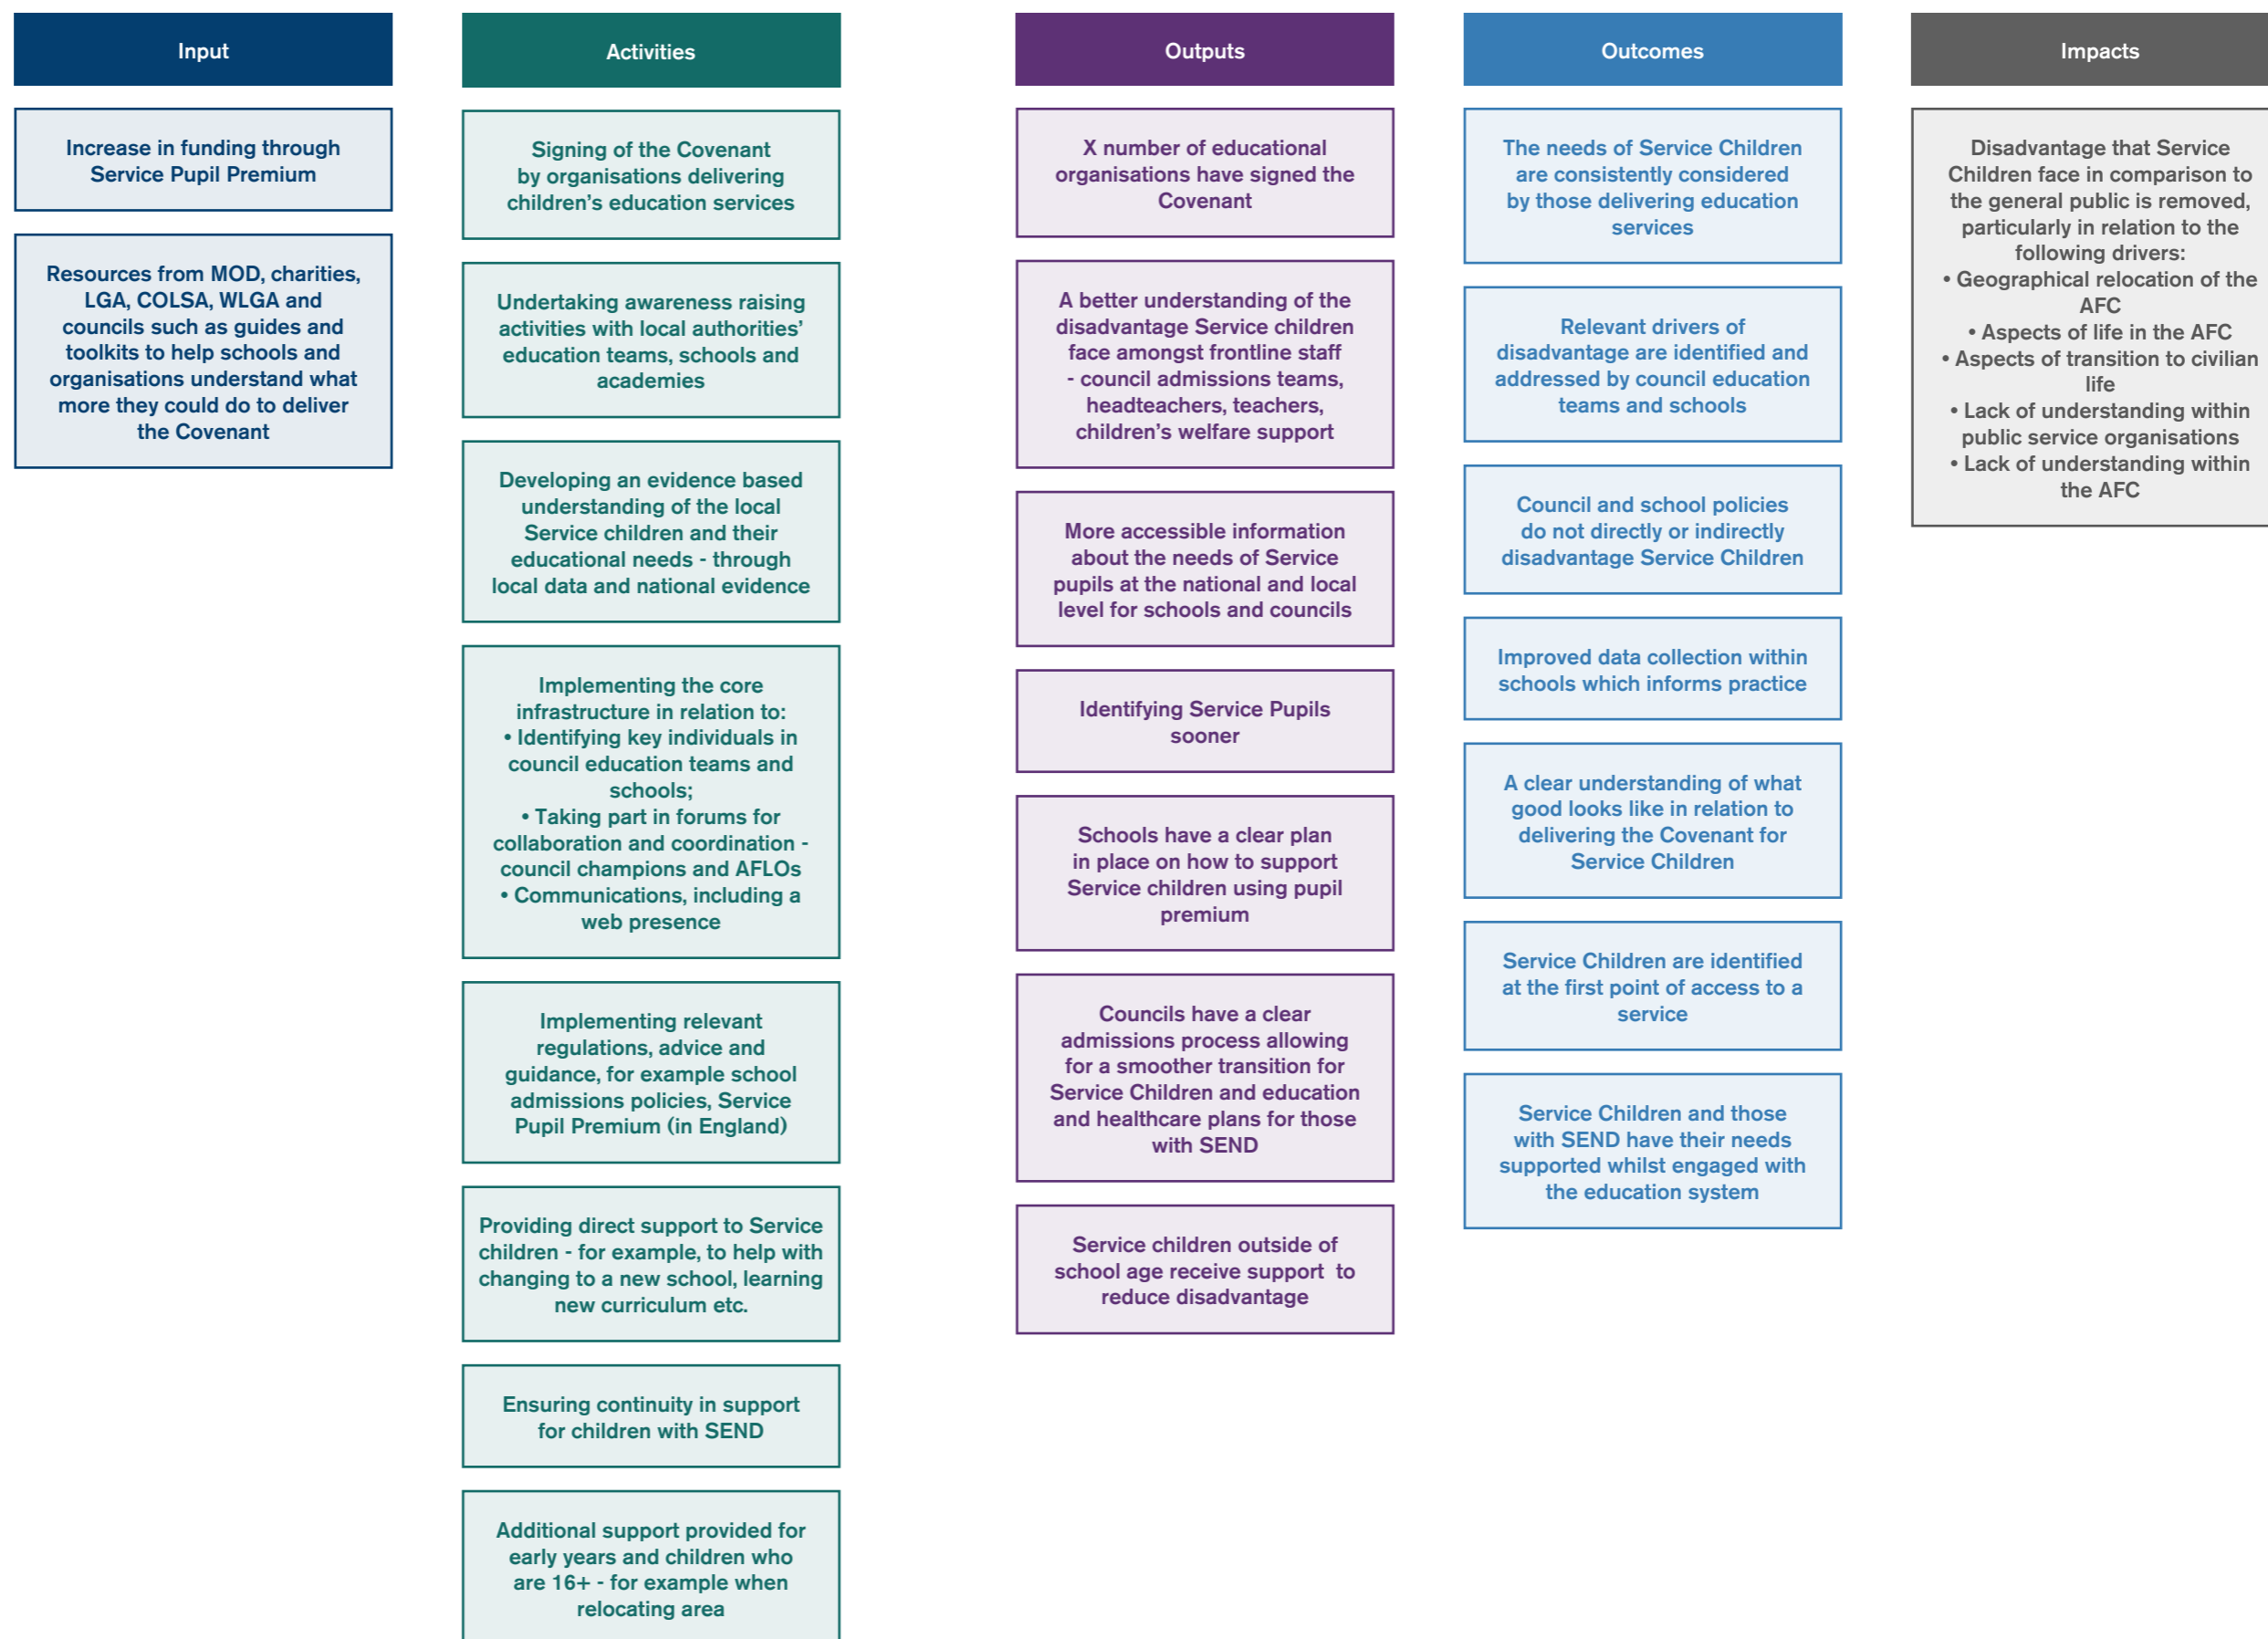 Input
Increase in funding through
Service Pupil Premium
Resources from MOD, charities,
LGA, COLSA, WLGA and
councils such as guides and
toolkits to help schools and
organisations understand what
more they could do to deliver
the Covenant
Activities
Signing of the Covenant
by organisations delivering
children’s education services
Undertaking awareness raising
activities with local authorities’
education teams, schools and
academies
Developing an evidence based
understanding of the local
Service children and their
educational needs - through
local data and national evidence
Implementing the core
infrastructure in relation to:
• Identifying key individuals in
council education teams and
schools;
• Taking part in forums for
collaboration and coordination -
council champions and AFLOs
• Communications, including a
web presence
Implementing relevant
regulations, advice and
guidance, for example school
admissions policies, Service
Pupil Premium (in England)
Providing direct support to Service
children - for example, to help with
changing to a new school, learning
new curriculum etc.
Ensuring continuity in support
for children with SEND
Additional support provided for
early years and children who
are 16+ - for example when
relocating area
Outputs
X number of educational
organisations have signed the
Covenant
A better understanding of the
disadvantage Service children
face amongst frontline staff
- council admissions teams,
headteachers, teachers,
children’s welfare support
More accessible information
about the needs of Service
pupils at the national and local
level for schools and councils
Identifying Service Pupils
sooner
Schools have a clear plan
in place on how to support
Service children using pupil
premium
Councils have a clear
admissions process allowing
for a smoother transition for
Service Children and education
and healthcare plans for those
with SEND
Service children outside of
school age receive support  to
reduce disadvantage
Outcomes
The needs of Service Children
are consistently considered
by those delivering education
services
Relevant drivers of
disadvantage are identified and
addressed by council education
teams and schools
Council and school policies
do not directly or indirectly
disadvantage Service Children
Improved data collection within
schools which informs practice
A clear understanding of what
good looks like in relation to
delivering the Covenant for
Service Children
Service Children are identified
at the first point of access to a
service
Service Children and those
with SEND have their needs
supported whilst engaged with
the education system
Impacts
Disadvantage that Service
Children face in comparison to
the general public is removed,
particularly in relation to the
following drivers:
• Geographical relocation of the
AFC
• Aspects of life in the AFC
• Aspects of transition to civilian
life
• Lack of understanding within
public service organisations
• Lack of understanding within
the AFC